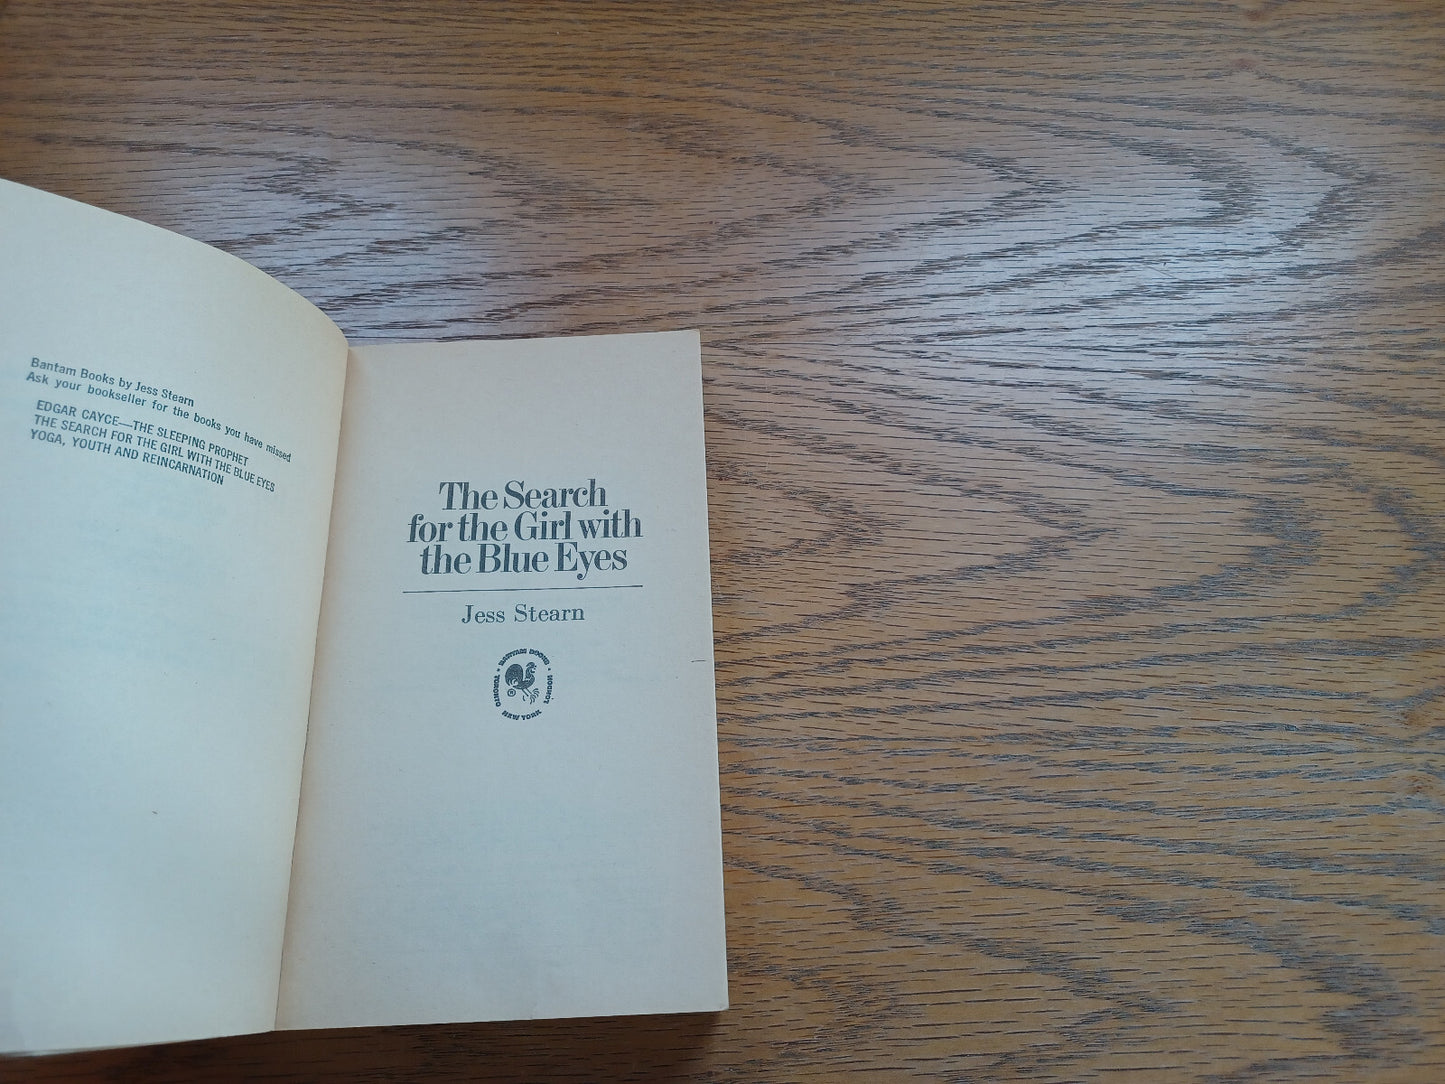 Bantam Books by Jess Stearn
Ask your bookseller for the books you have missed
EDGAR CAYCE—THE SLEEPING PROPHET
THE SEARCH FOR THE GIRL WITH THE BLUE EYES
YOGA, YOUTH AND REINCARNATION
The Search
for the Girl with
the Blue Eyes
Jess Stearn
BANTAM BOOKS
TORONTO
®
LONDON
NEW YORK